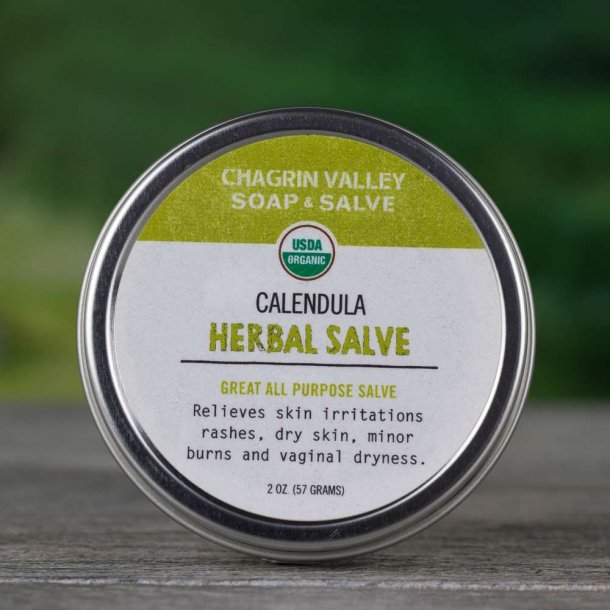 CHAGRIN VALLEY
SOAP & SALVE
USDA
ORGANIC
CALENDULA
HERBAL SALVE
GREAT ALL PURPOSE SALVE
Relieves skin irritations
rashes, dry skin, minor
burns and vaginal dryness.
2 OZ. (57 GRAMS)